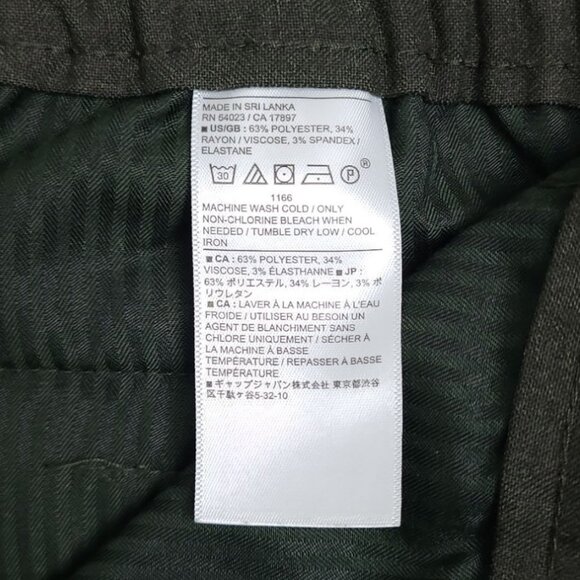 MADE IN SRI LANKA
RN 54023 / CA 17897
■ US/GB : 63% POLYESTER, 34%
RAYON / VISCOSE, 3% SPANDEX /
ELASTANE
30 P ®
1166
MACHINE WASH COLD / ONLY
NON-CHLORINE BLEACH WHEN
NEEDED / TUMBLE DRY LOW / COOL
IRON
■ CA : 63% POLYESTER, 34%
VISCOSE, 3% ÉLASTHANNE ■ JP :
63% ポリエステル, 34% レーヨン, 3% ポ
リウレタン
■ CA : LAVER À LA MACHINE À L'EAU
FROIDE / UTILISER AU BESOIN UN
AGENT DE BLANCHIMENT SANS
CHLORE UNIQUEMENT / SÉCHER À
LA MACHINE À BASSE
TEMPÉRATURE / REPASSER À BASSE
TEMPÉRATURE
■ ギャップジャパン㈱ 東京都渋谷
区千駄ヶ谷5-32-10